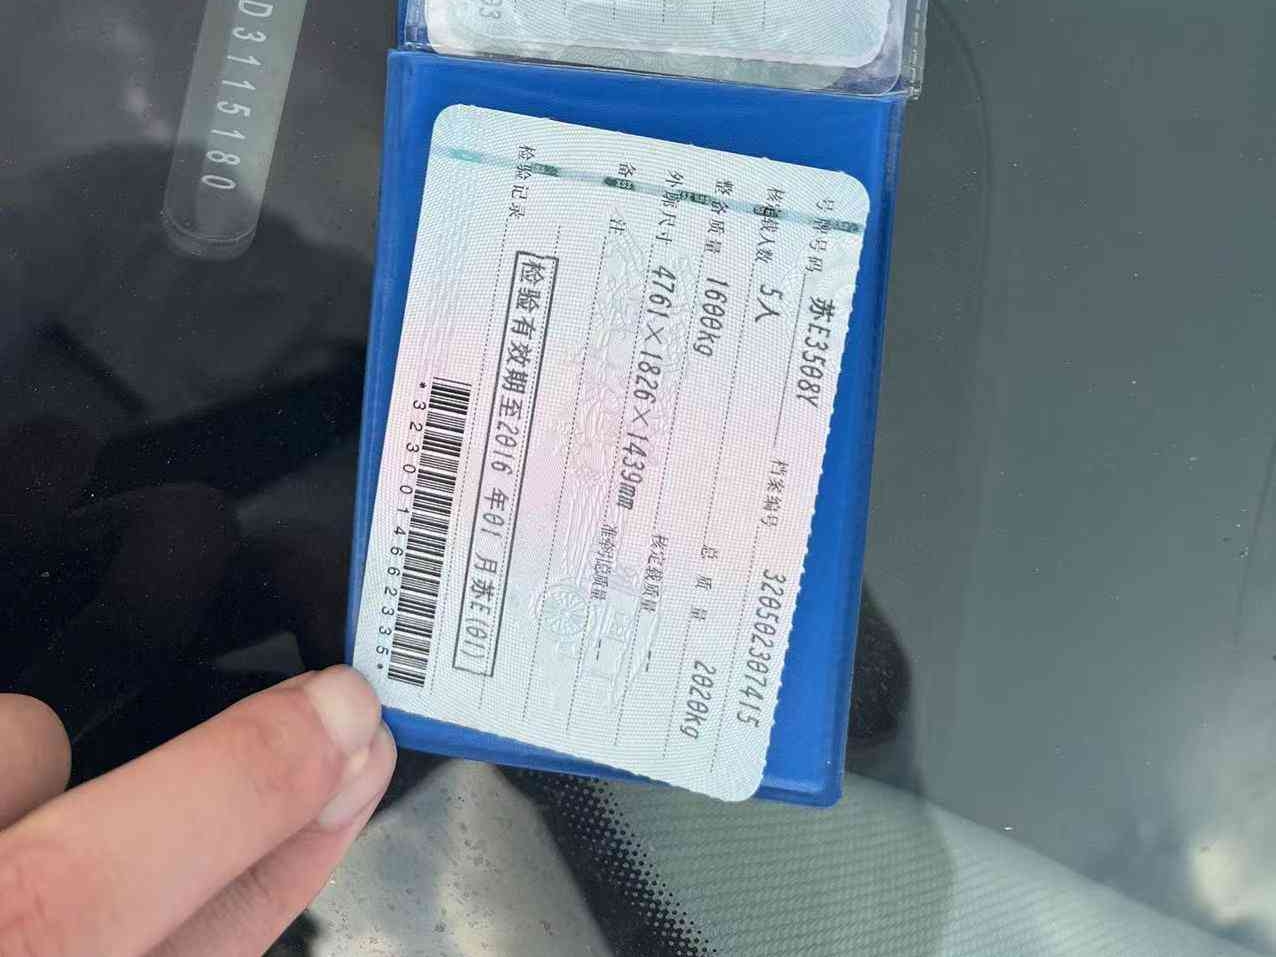 号牌号码 苏E3508Y 档案编号 320502307415
核定载人数 5人 总质量 2020kg
整备质量 1600kg 核定载质量 --
外廓尺寸 4761×1826×1439mm 准牵引总质量 --
备注
检验记录 检验有效期至2016年01月苏E(01)
*3230014662335*
D3115180